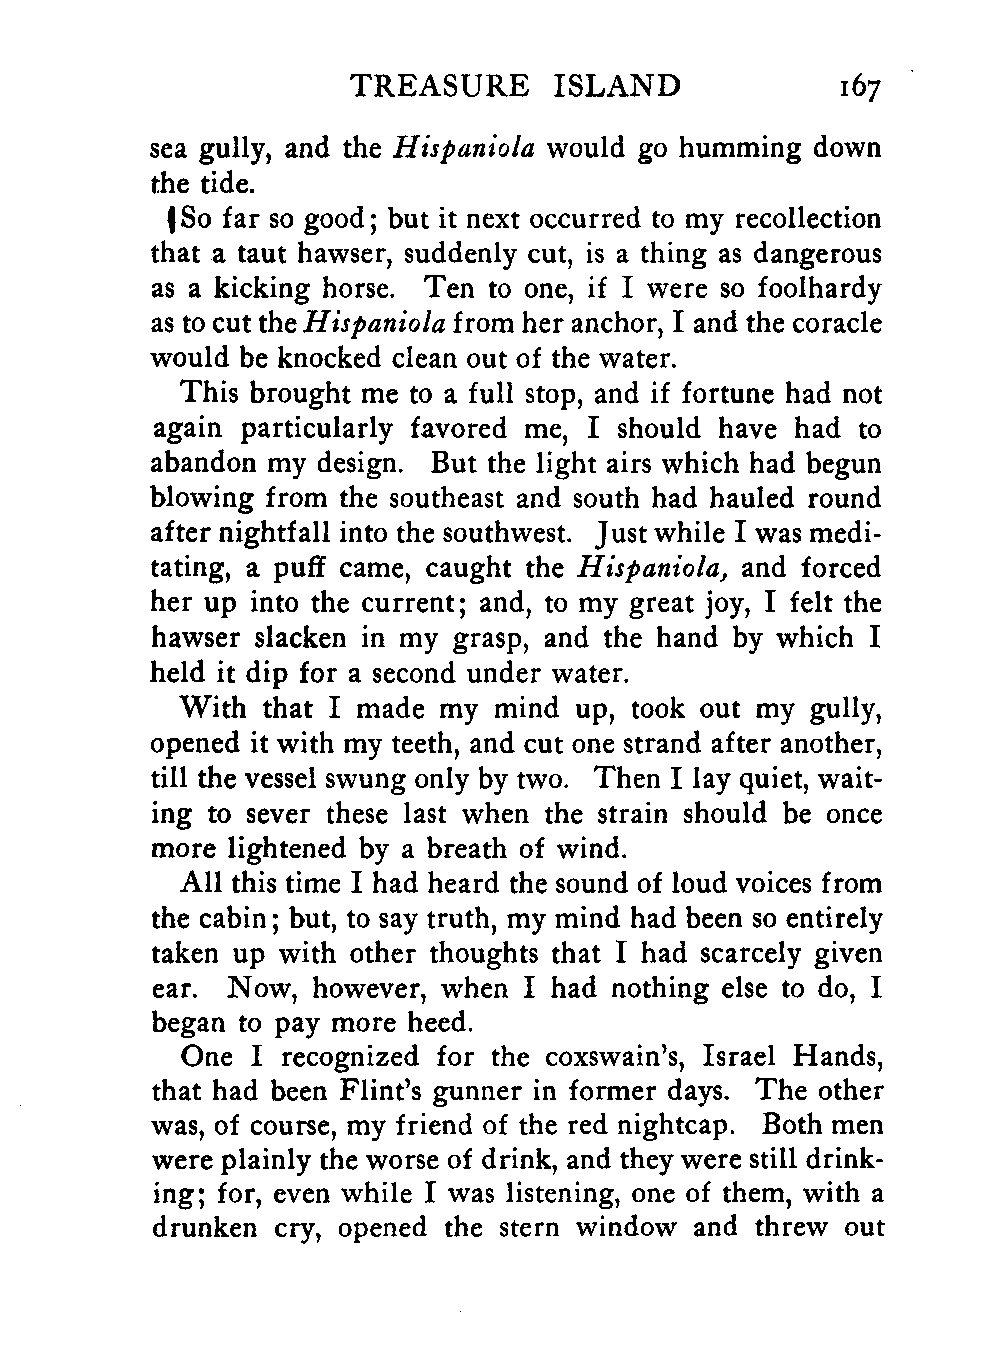 TREASURE ISLAND 167
sea gully, and the Hispaniola would go humming down
the tide.
So far so good; but it next occurred to my recollection
that a taut hawser, suddenly cut, is a thing as dangerous
as a kicking horse. Ten to one, if I were so foolhardy
as to cut the Hispaniola from her anchor, I and the coracle
would be knocked clean out of the water.
This brought me to a full stop, and if fortune had not
again particularly favored me, I should have had to
abandon my design. But the light airs which had begun
blowing from the southeast and south had hauled round
after nightfall into the southwest. Just while I was medi-
tating, a puff came, caught the Hispaniola, and forced
her up into the current; and, to my great joy, I felt the
hawser slacken in my grasp, and the hand by which I
held it dip for a second under water.
With that I made my mind up, took out my gully,
opened it with my teeth, and cut one strand after another,
till the vessel swung only by two. Then I lay quiet, wait-
ing to sever these last when the strain should be once
more lightened by a breath of wind.
All this time I had heard the sound of loud voices from
the cabin; but, to say truth, my mind had been so entirely
taken up with other thoughts that I had scarcely given
ear. Now, however, when I had nothing else to do, I
began to pay more heed.
One I recognized for the coxswain's, Israel Hands,
that had been Flint's gunner in former days. The other
was, of course, my friend of the red nightcap. Both men
were plainly the worse of drink, and they were still drink-
ing; for, even while I was listening, one of them, with a
drunken cry, opened the stern window and threw out